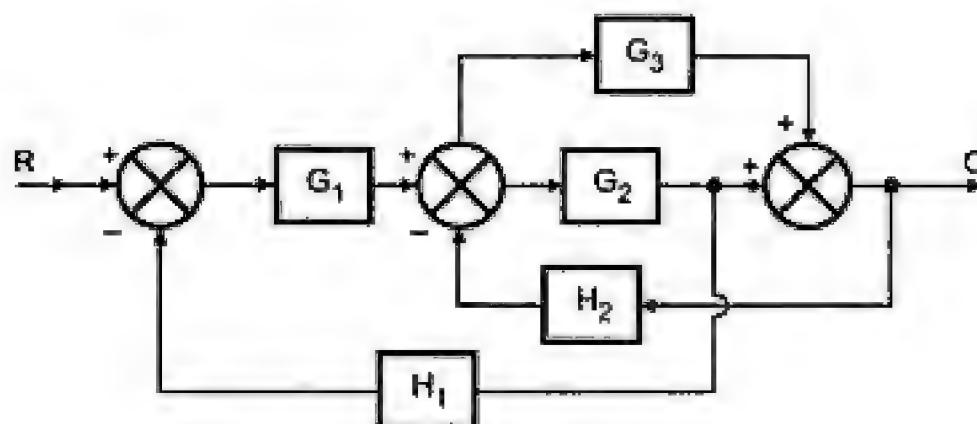 G₃
R + G₁ + G₂ + + C
− −
H₂
H₁